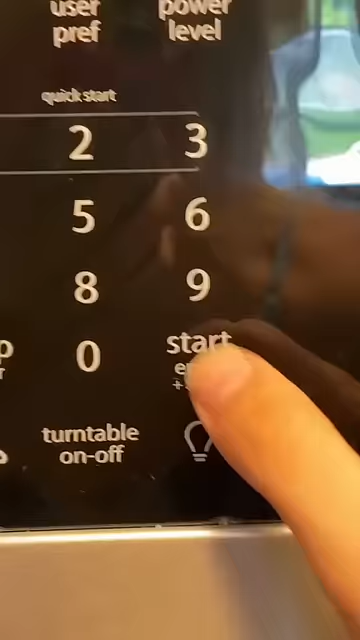 user
pref
power
level
quick start
2
3
5
6
8
9
0
start
turntable
on-off